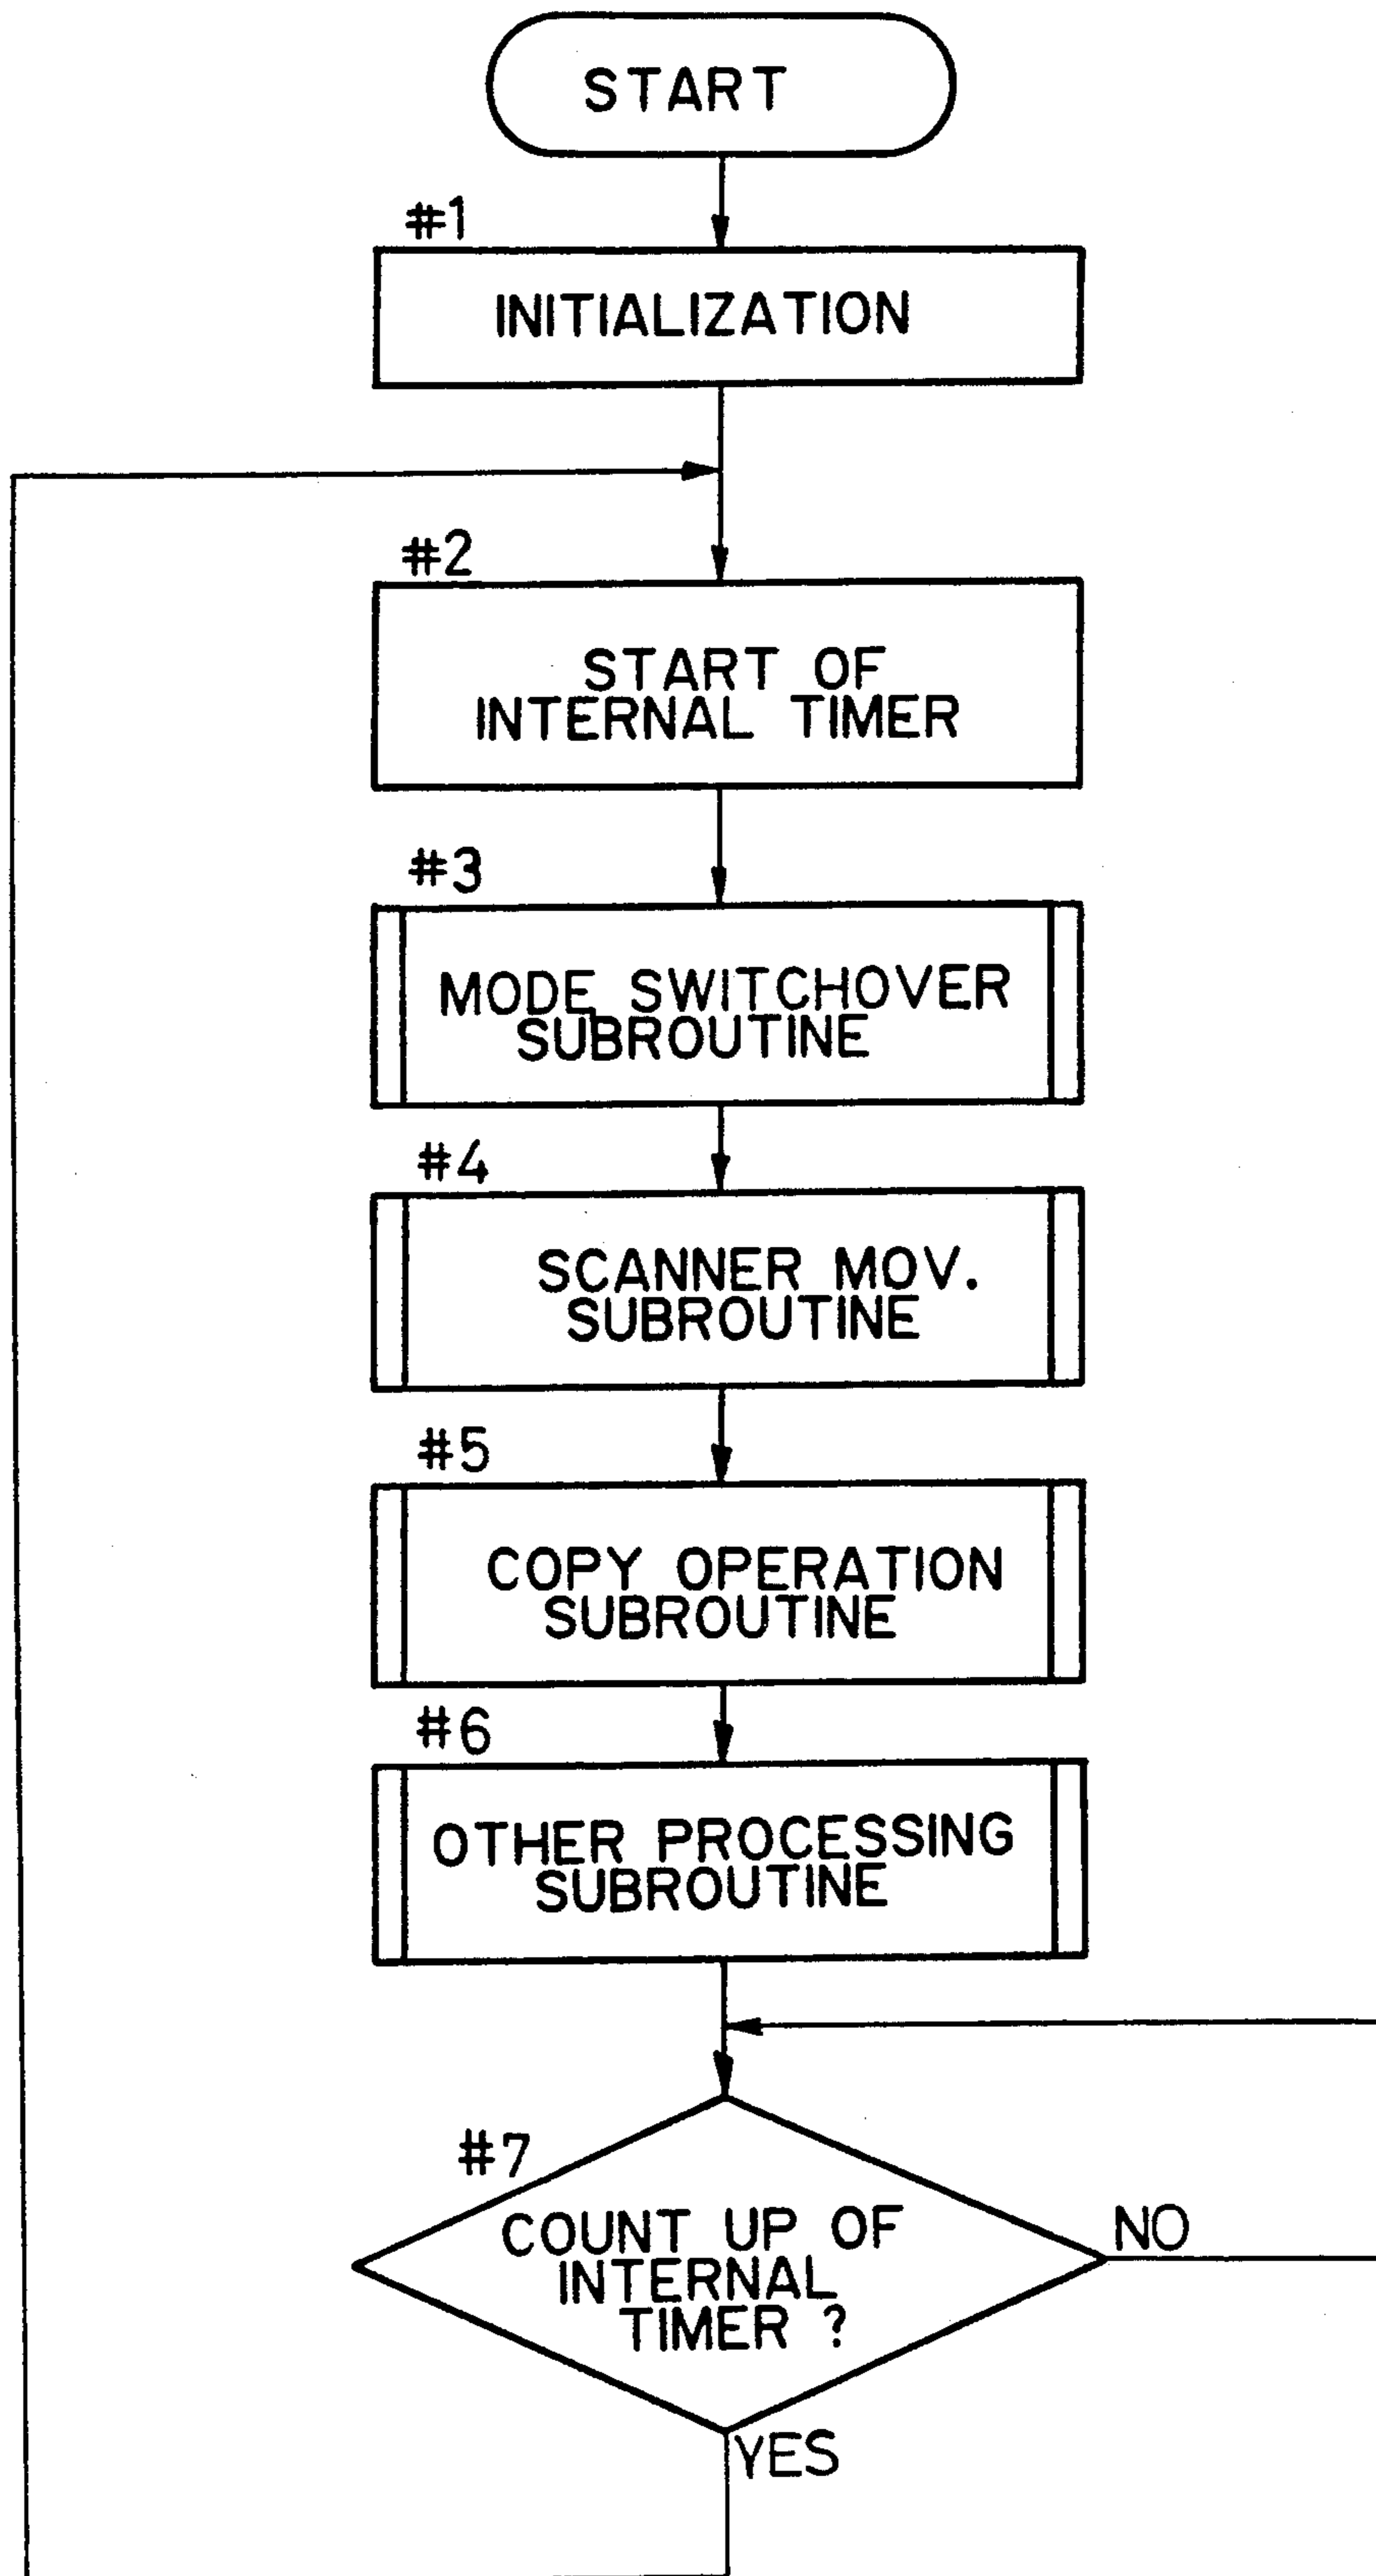 START
#1
INITIALIZATION
#2
START OF
INTERNAL TIMER
#3
MODE SWITCHOVER
SUBROUTINE
#4
SCANNER MOV.
SUBROUTINE
#5
COPY OPERATION
SUBROUTINE
#6
OTHER PROCESSING
SUBROUTINE
#7
COUNT UP OF
INTERNAL
TIMER ?
NO
YES